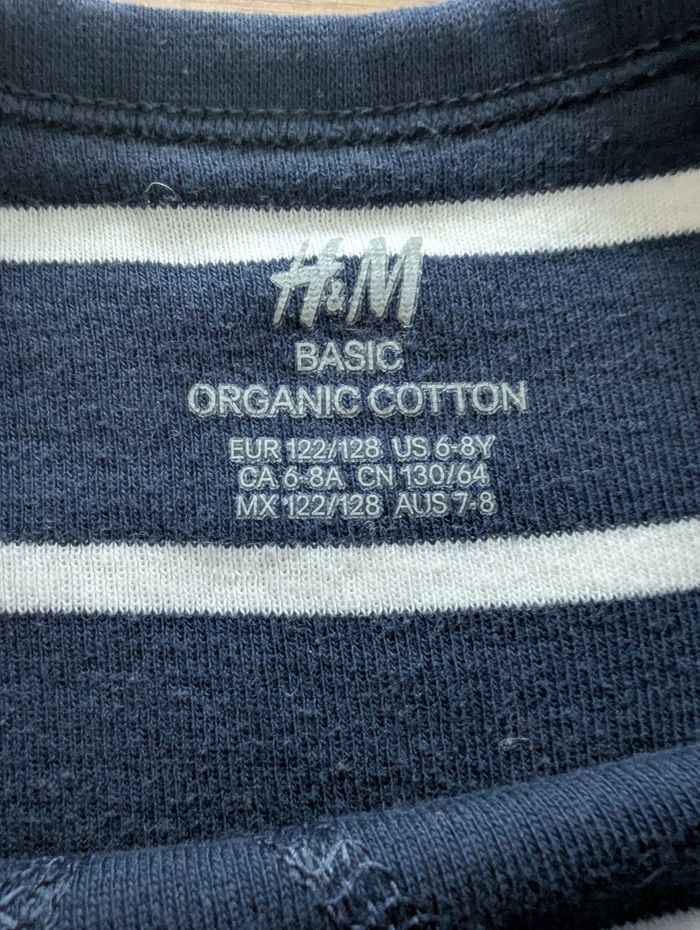 H&M
BASIC
ORGANIC COTTON
EUR 122/128 US 6-8Y
CA 6-8A CN 130/64
MX 122/128 AUS 7-8